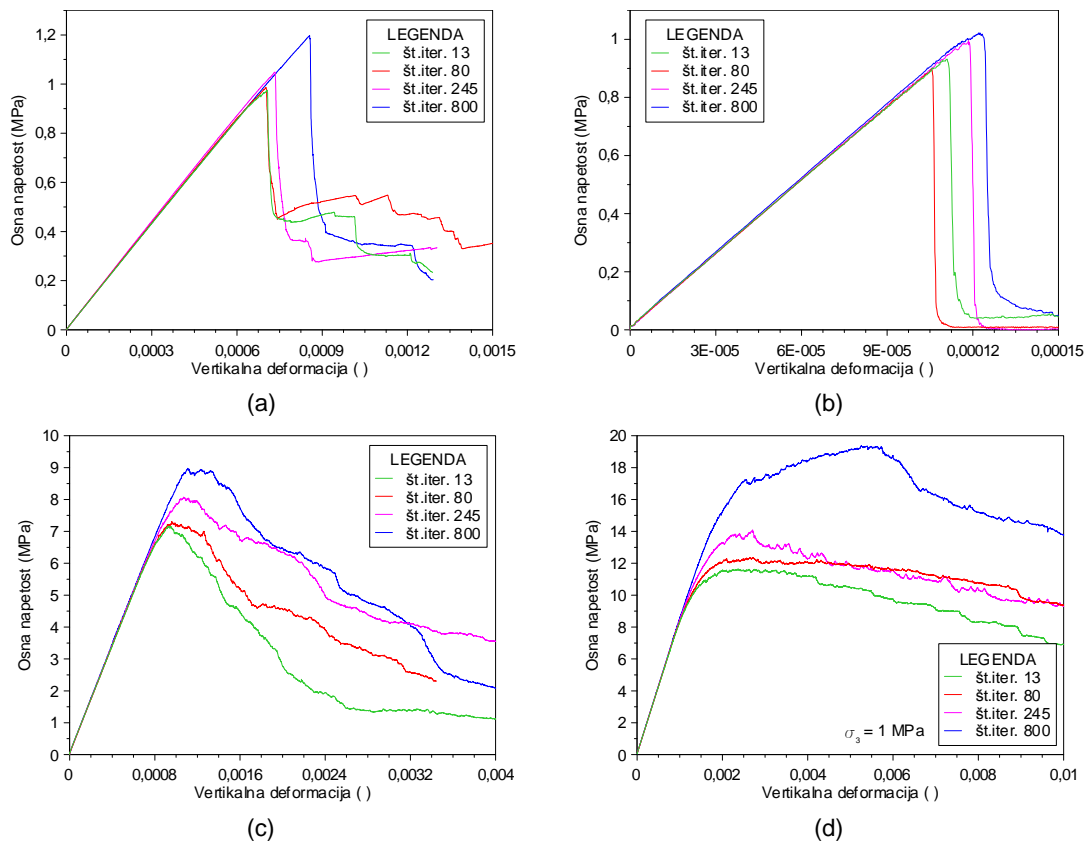 1,2
1
0,8
0,6
0,4
0,2
0
Osna napetost (MPa)
0
0,0003
0,0006
0,0009
0,0012
0,0015
Vertikalna deformacija ( )
LEGENDA
št.iter. 13
št.iter. 80
št.iter. 245
št.iter. 800
(a)
1
0,8
0,6
0,4
0,2
0
Osna napetost (MPa)
0
3E-005
6E-005
9E-005
0,00012
0,00015
Vertikalna deformacija ( )
LEGENDA
št.iter. 13
št.iter. 80
št.iter. 245
št.iter. 800
(b)
10
9
8
7
6
5
4
3
2
1
0
Osna napetost (MPa)
0
0,0008
0,0016
0,0024
0,0032
0,004
Vertikalna deformacija ( )
LEGENDA
št.iter. 13
št.iter. 80
št.iter. 245
št.iter. 800
(c)
20
18
16
14
12
10
8
6
4
2
0
Osna napetost (MPa)
0
0,002
0,004
0,006
0,008
0,01
Vertikalna deformacija ( )
σ₃ = 1 MPa
LEGENDA
št.iter. 13
št.iter. 80
št.iter. 245
št.iter. 800
(d)